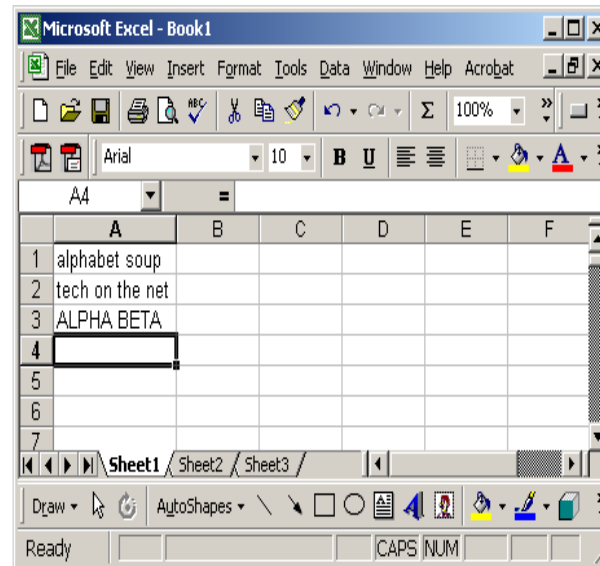 Microsoft Excel - Book1
File Edit View Insert Format Tools Data Window Help Acrobat
ABC Σ 100% »
Arial 10 B U A
A4 =
A B C D E F
1 alphabet soup
2 tech on the net
3 ALPHA BETA
4
5
6
7
Sheet1 Sheet2 Sheet3
Draw AutoShapes A
Ready CAPS NUM